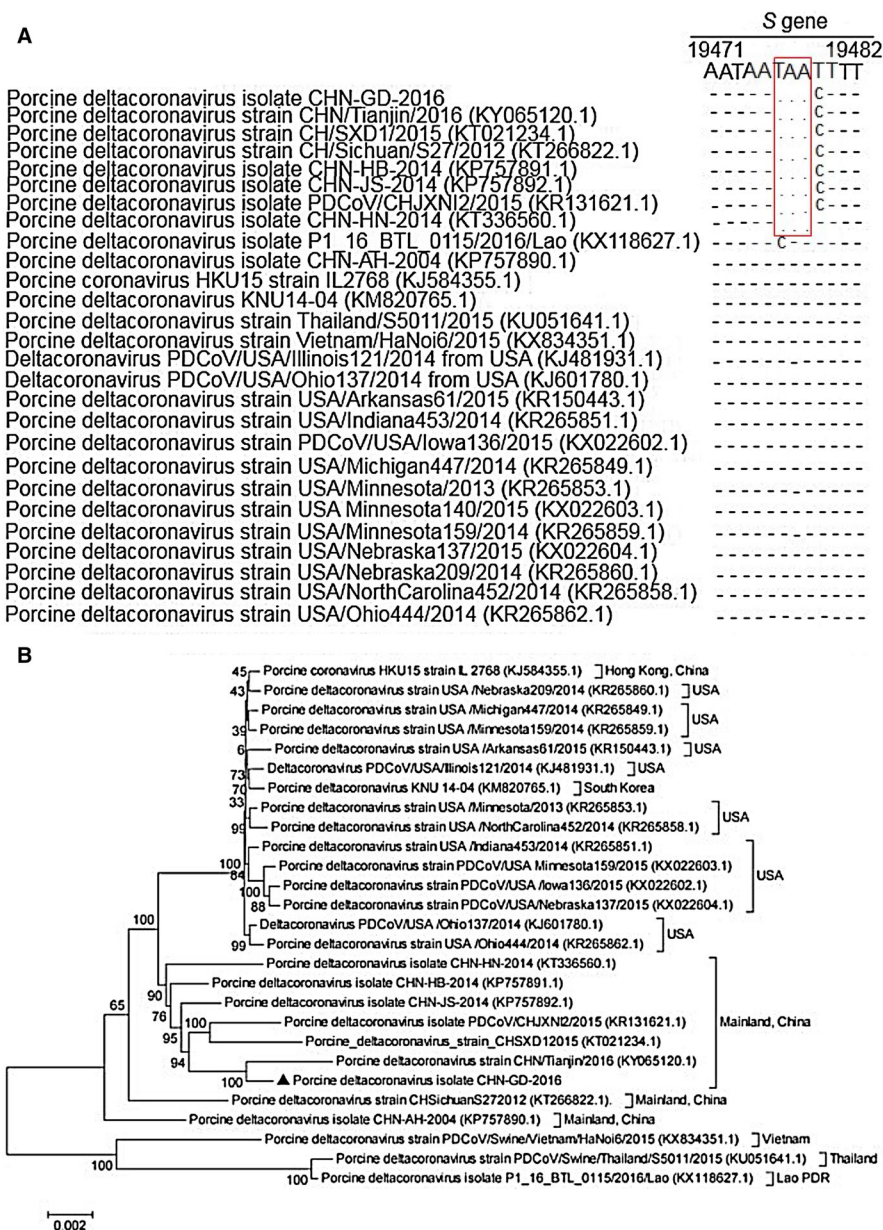 A
S gene
19471 19482
AATAATAATTTT
Porcine deltacoronavirus isolate CHN-GD-2016 - - - - - . . . C - - - -
Porcine deltacoronavirus strain CHN/Tianjin/2016 (KY065120.1) - - - - - . . . C - - - -
Porcine deltacoronavirus strain CH/SXD1/2015 (KT021234.1) - - - - - . . . C - - - -
Porcine deltacoronavirus strain CH/Sichuan/S27/2012 (KT266822.1) - - - - - . . . C - - - -
Porcine deltacoronavirus isolate CHN-HB-2014 (KP757891.1) - - - - - . . . C - - - -
Porcine deltacoronavirus isolate CHN-JS-2014 (KP757892.1) - - - - - . . . C - - - -
Porcine deltacoronavirus isolate PDCoV/CHJXNI2/2015 (KR131621.1) - - - - - . . . C - - - -
Porcine deltacoronavirus isolate CHN-HN-2014 (KT336560.1) - - - - - . . . - - - -
Porcine deltacoronavirus isolate P1_16_BTL_0115/2016/Lao (KX118627.1) - - - - - C - - - - - -
Porcine deltacoronavirus isolate CHN-AH-2004 (KP757890.1) - - - - - - - - - - - -
Porcine coronavirus HKU15 strain IL2768 (KJ584355.1) - - - - - - - - - - - -
Porcine deltacoronavirus KNU14-04 (KM820765.1) - - - - - - - - - - - -
Porcine deltacoronavirus strain Thailand/S5011/2015 (KU051641.1) - - - - - - - - - - - -
Porcine deltacoronavirus strain Vietnam/HaNoi6/2015 (KX834351.1) - - - - - - - - - - - -
Deltacoronavirus PDCoV/USA/Illinois121/2014 from USA (KJ481931.1) - - - - - - - - - - - -
Deltacoronavirus PDCoV/USA/Ohio137/2014 from USA (KJ601780.1) - - - - - - - - - - - -
Porcine deltacoronavirus strain USA/Arkansas61/2015 (KR150443.1) - - - - - - - - - - - -
Porcine deltacoronavirus strain USA/Indiana453/2014 (KR265851.1) - - - - - - - - - - - -
Porcine deltacoronavirus strain PDCoV/USA/Iowa136/2015 (KX022602.1) - - - - - - - - - - - -
Porcine deltacoronavirus strain USA/Michigan447/2014 (KR265849.1) - - - - - - - - - - - -
Porcine deltacoronavirus strain USA/Minnesota/2013 (KR265853.1) - - - - - - - - - - - -
Porcine deltacoronavirus strain USA Minnesota140/2015 (KX022603.1) - - - - - - - - - - - -
Porcine deltacoronavirus strain USA/Minnesota159/2014 (KR265859.1) - - - - - - - - - - - -
Porcine deltacoronavirus strain USA/Nebraska137/2015 (KX022604.1) - - - - - - - - - - - -
Porcine deltacoronavirus strain USA/Nebraska209/2014 (KR265860.1) - - - - - - - - - - - -
Porcine deltacoronavirus strain USA/NorthCarolina452/2014 (KR265858.1) - - - - - - - - - - - -
Porcine deltacoronavirus strain USA/Ohio444/2014 (KR265862.1) - - - - - - - - - - - -
B
45 Porcine coronavirus HKU15 strain IL 2768 (KJ584355.1) Hong Kong, China
43 Porcine deltacoronavirus strain USA /Nebraska209/2014 (KR265860.1) USA
Porcine deltacoronavirus strain USA /Michigan447/2014 (KR265849.1)
USA
39 Porcine deltacoronavirus strain USA /Minnesota159/2014 (KR265859.1)
6 Porcine deltacoronavirus strain USA /Arkansas61/2015 (KR150443.1) USA
73 Deltacoronavirus PDCoV/USA/Illinois121/2014 (KJ481931.1) USA
70 Porcine deltacoronavirus KNU 14-04 (KM820765.1) South Korea
33 Porcine deltacoronavirus strain USA /Minnesota/2013 (KR265853.1)
USA
99 Porcine deltacoronavirus strain USA /NorthCarolina452/2014 (KR265858.1)
Porcine deltacoronavirus strain USA /Indiana453/2014 (KR265851.1)
100 Porcine deltacoronavirus strain PDCoV/USA Minnesota159/2015 (KX022603.1)
84 USA
100 Porcine deltacoronavirus strain PDCoV/USA /Iowa136/2015 (KX022602.1)
88 Porcine deltacoronavirus strain PDCoV/USA/Nebraska137/2015 (KX022604.1)
Deltacoronavirus PDCoV/USA /Ohio137/2014 (KJ601780.1)
USA
99 Porcine deltacoronavirus strain USA /Ohio444/2014 (KR265862.1)
100
Porcine deltacoronavirus isolate CHN-HN-2014 (KT336560.1)
90 Porcine deltacoronavirus isolate CHN-HB-2014 (KP757891.1)
65 76 Porcine deltacoronavirus isolate CHN-JS-2014 (KP757892.1)
95 100 Porcine deltacoronavirus isolate PDCoV/CHJXNI2/2015 (KR131621.1) Mainland, China
Porcine_deltacoronavirus_strain_CHSXD12015 (KT021234.1)
94 Porcine deltacoronavirus strain CHN/Tianjin/2016 (KY065120.1)
100 ▲ Porcine deltacoronavirus isolate CHN-GD-2016
Porcine deltacoronavirus strain CHSichuanS272012 (KT266822.1). Mainland, China
Porcine deltacoronavirus isolate CHN-AH-2004 (KP757890.1) Mainland, China
Porcine deltacoronavirus strain PDCoV/Swine/Vietnam/HaNoi6/2015 (KX834351.1) Vietnam
100 Porcine deltacoronavirus strain PDCoV/Swine/Thailand/S5011/2015 (KU051641.1) Thailand
100 Porcine deltacoronavirus isolate P1_16_BTL_0115/2016/Lao (KX118627.1) Lao PDR
0.002